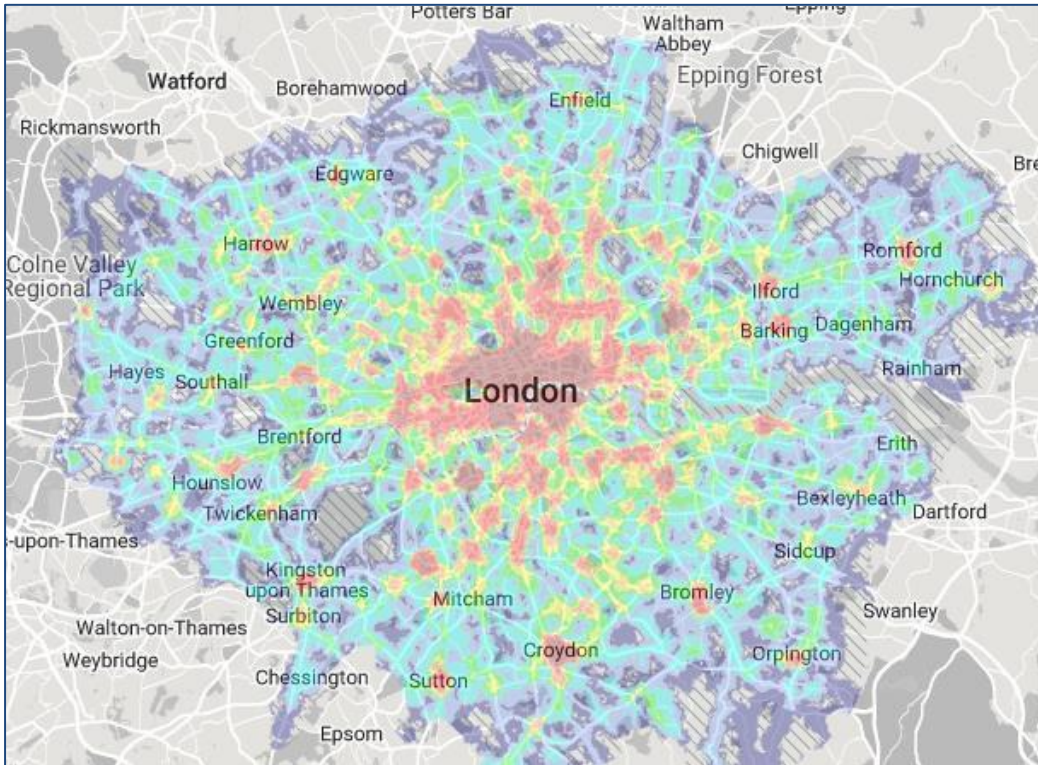 Potters Bar
Waltham
Abbey
Epping Forest
Watford
Borehamwood
Enfield
Rickmansworth
Chigwell
Edgware
Harrow
Romford
Colne Valley
Regional Park
Hornchurch
Ilford
Wembley
Barking
Dagenham
Greenford
Rainham
Hayes
Southall
London
Brentford
Erith
Hounslow
Bexleyheath
Twickenham
Dartford
s-upon-Thames
Sidcup
Kingston
upon Thames
Mitcham
Bromley
Surbiton
Swanley
Walton-on-Thames
Weybridge
Croydon
Orpington
Chessington
Sutton
Epsom